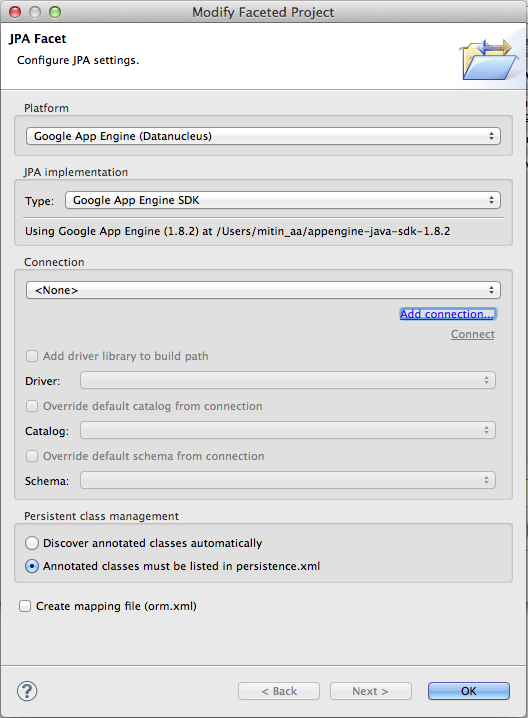 Modify Faceted Project
JPA Facet
Configure JPA settings.
Platform
Google App Engine (Datanucleus)
JPA implementation
Type: Google App Engine SDK
Using Google App Engine (1.8.2) at /Users/mitin_aa/appengine-java-sdk-1.8.2
Connection
<None>
Add connection...
Connect
Add driver library to build path
Driver:
Override default catalog from connection
Catalog:
Override default schema from connection
Schema:
Persistent class management
Discover annotated classes automatically
Annotated classes must be listed in persistence.xml
Create mapping file (orm.xml)
? < Back Next > OK